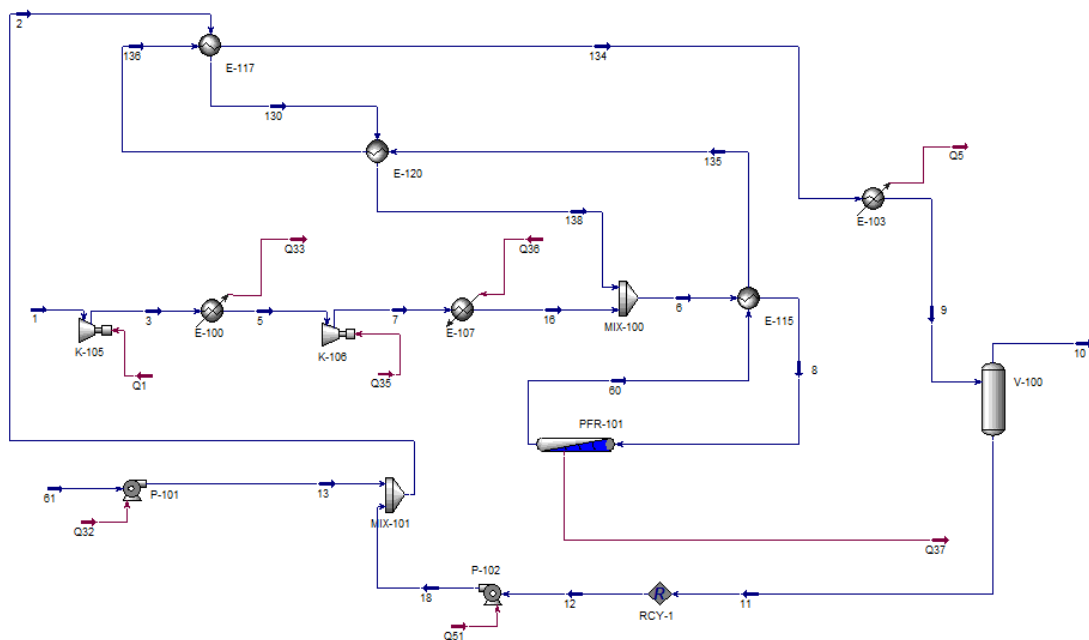 2
136
E-117
134
130
E-120
135
Q5
E-103
138
Q33
Q36
1
3
E-100
5
7
E-107
16
MIX-100
6
E-115
9
10
K-105
K-106
V-100
Q1
Q35
60
8
PFR-101
61
P-101
13
MIX-101
Q32
Q37
P-102
18
12
R
11
RCY-1
Q51